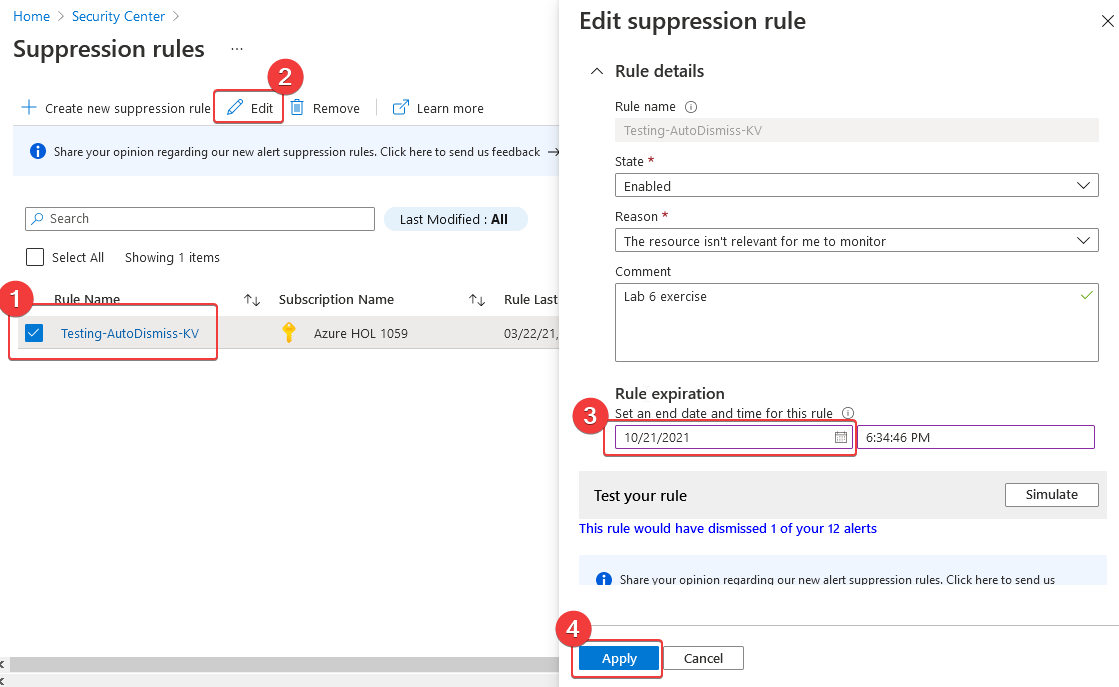 Home > Security Center >
Suppression rules ...
2
Create new suppression rule Edit Remove Learn more
Share your opinion regarding our new alert suppression rules. Click here to send us feedback →
Search
Last Modified : All
Select All Showing 1 items
1
Rule Name Subscription Name Rule Last
Testing-AutoDismiss-KV Azure HOL 1059 03/22/21,
Edit suppression rule
Rule details
Rule name
Testing-AutoDismiss-KV
State *
Enabled
Reason *
The resource isn't relevant for me to monitor
Comment
Lab 6 exercise
Rule expiration
3
Set an end date and time for this rule
10/21/2021 6:34:46 PM
Test your rule Simulate
This rule would have dismissed 1 of your 12 alerts
Share your opinion regarding our new alert suppression rules. Click here to send us
4
Apply Cancel